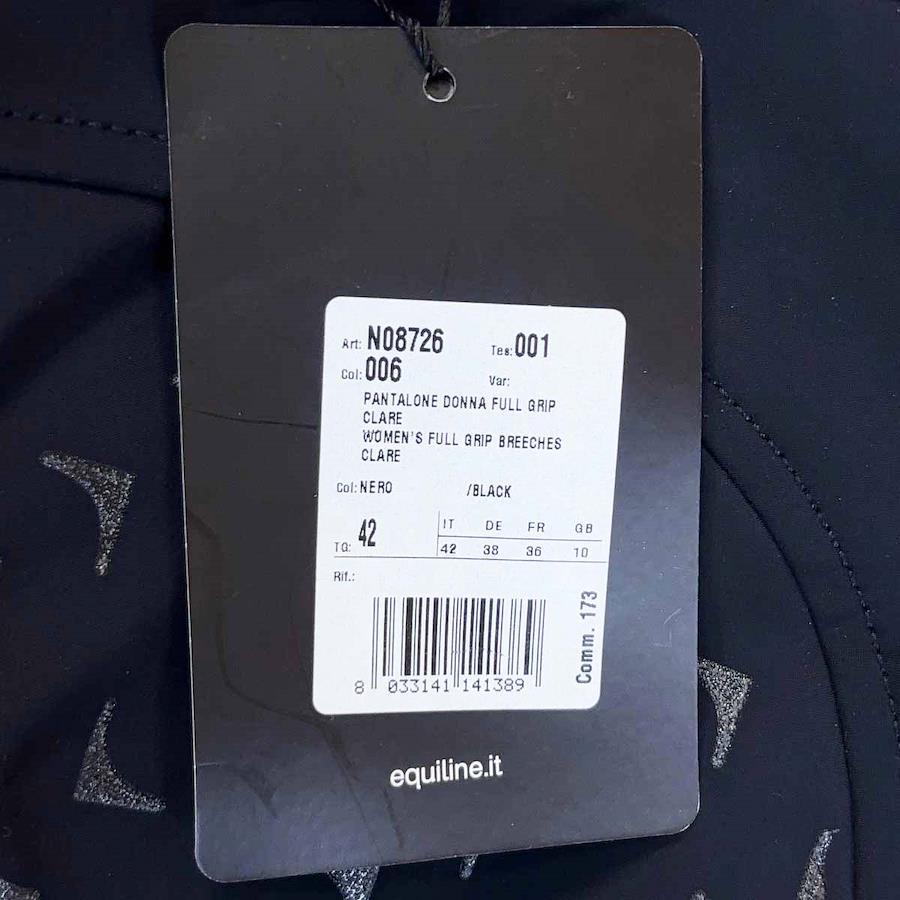 Art: N08726 Tes: 001
Col: 006 Var:
PANTALONE DONNA FULL GRIP
CLARE
WOMEN'S FULL GRIP BREECHES
CLARE
Col: NERO /BLACK
IT DE FR GB
TG: 42 42 38 36 10
Rif.:
Comm. 173
8 033141 141389
equiline.it